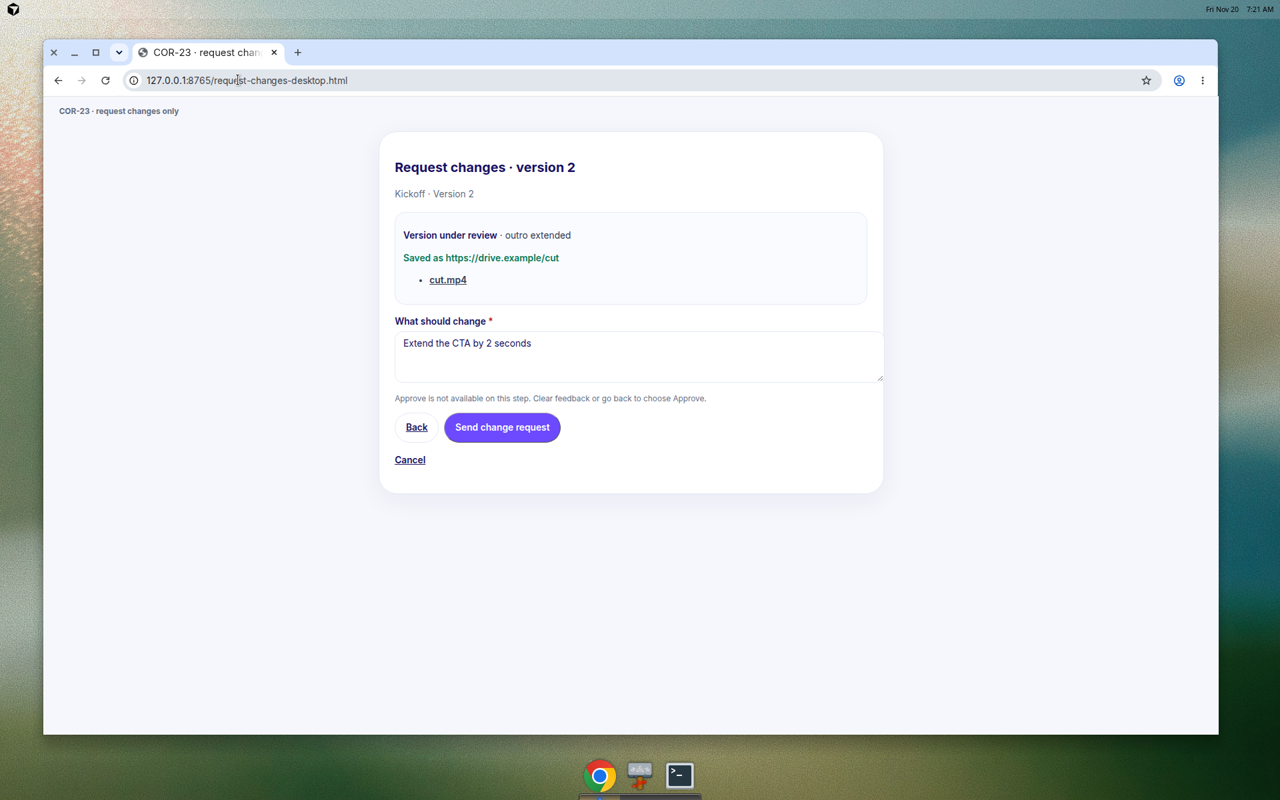 Fri Nov 20 7:21 AM
COR-23 · request chan
127.0.0.1:8765/request-changes-desktop.html
COR-23 · request changes only
Request changes · version 2
Kickoff · Version 2
Version under review · outro extended
Saved as https://drive.example/cut
• cut.mp4
What should change *
Extend the CTA by 2 seconds
Approve is not available on this step. Clear feedback or go back to choose Approve.
Back Send change request
Cancel